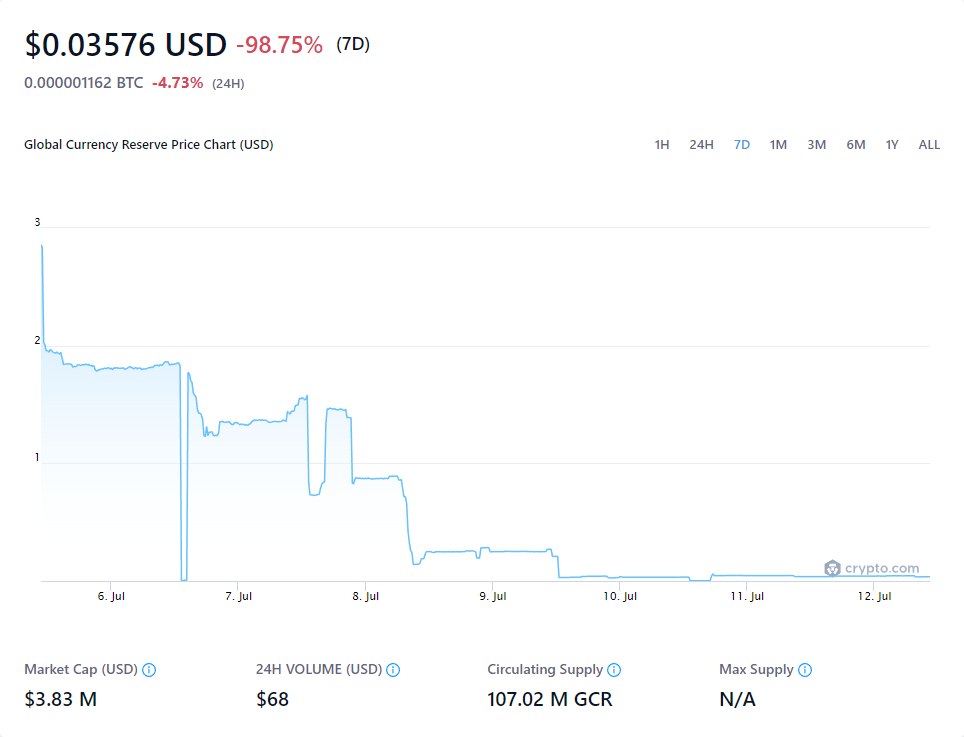 $0.03576 USD -98.75% (7D)
0.000001162 BTC -4.73% (24H)
Global Currency Reserve Price Chart (USD)
1H 24H 7D 1M 3M 6M 1Y ALL
3
2
1
crypto.com
6. Jul 7. Jul 8. Jul 9. Jul 10. Jul 11. Jul 12. Jul
Market Cap (USD) 24H VOLUME (USD) Circulating Supply Max Supply
$3.83 M $68 107.02 M GCR N/A